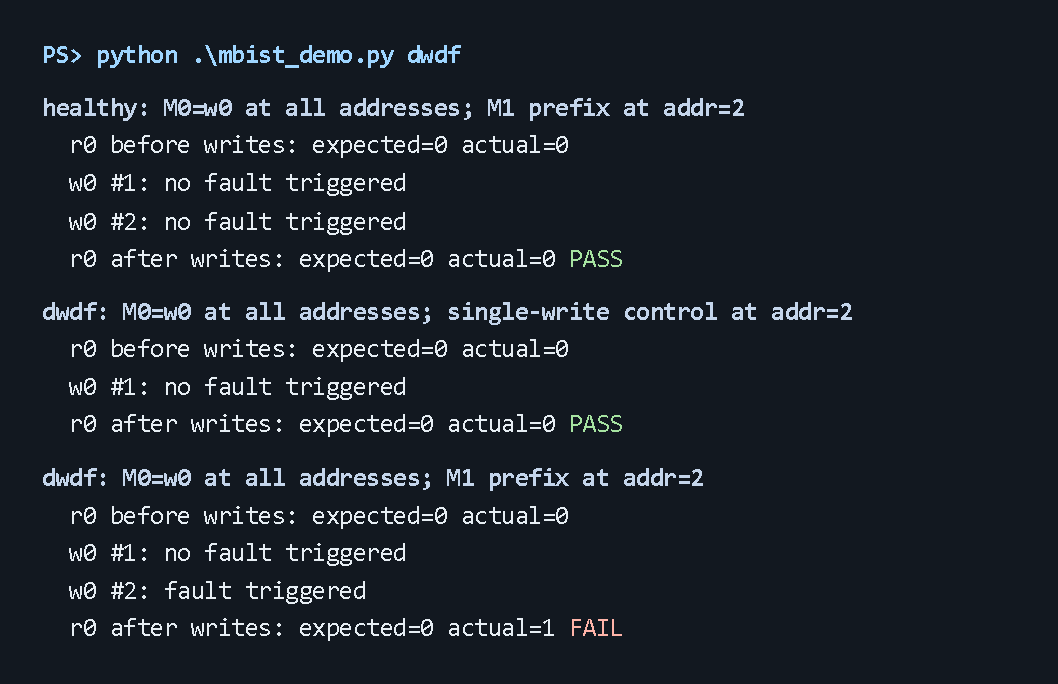 PS> python .\mbist_demo.py dwdf
healthy: M0=w0 at all addresses; M1 prefix at addr=2
r0 before writes: expected=0 actual=0
w0 #1: no fault triggered
w0 #2: no fault triggered
r0 after writes: expected=0 actual=0 PASS
dwdf: M0=w0 at all addresses; single-write control at addr=2
r0 before writes: expected=0 actual=0
w0 #1: no fault triggered
r0 after writes: expected=0 actual=0 PASS
dwdf: M0=w0 at all addresses; M1 prefix at addr=2
r0 before writes: expected=0 actual=0
w0 #1: no fault triggered
w0 #2: fault triggered
r0 after writes: expected=0 actual=1 FAIL